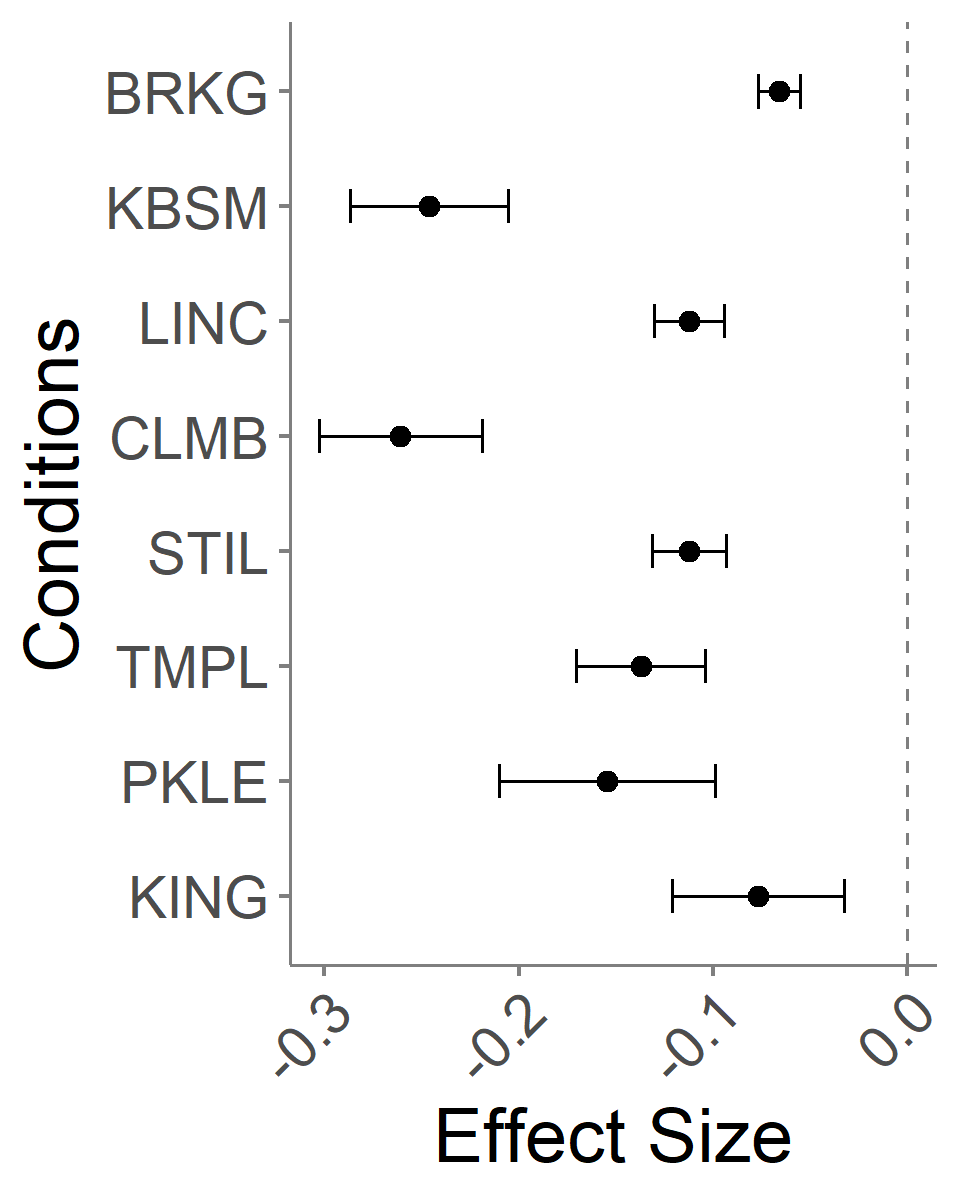 Conditions
BRKG
KBSM
LINC
CLMB
STIL
TMPL
PKLE
KING
-0.3
-0.2
-0.1
0.0
Effect Size